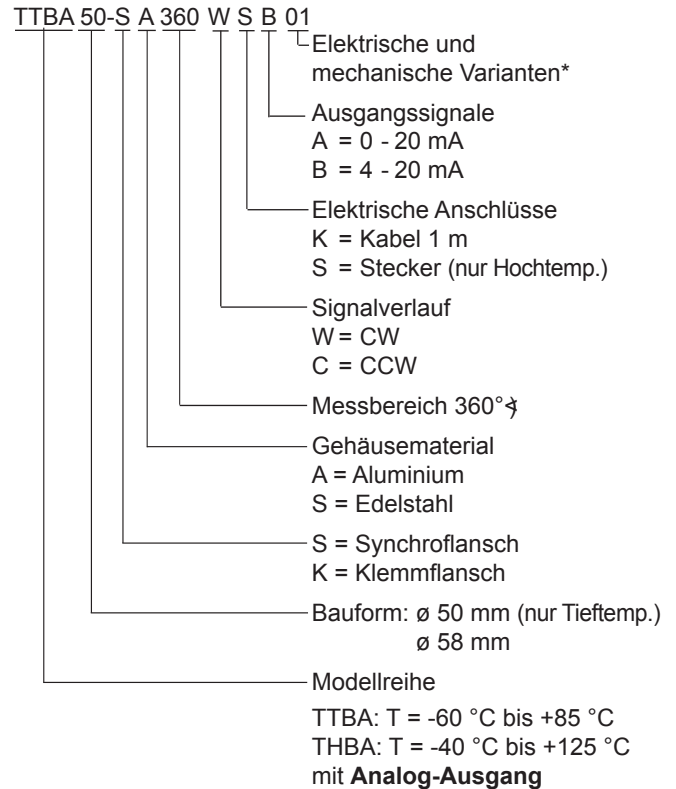 TTBA 50-S A 360 W S B 01
Elektrische und
mechanische Varianten*
Ausgangssignale
A = 0 - 20 mA
B = 4 - 20 mA
Elektrische Anschlüsse
K = Kabel 1 m
S = Stecker (nur Hochtemp.)
Signalverlauf
W = CW
C = CCW
Messbereich 360°∢
Gehäusematerial
A = Aluminium
S = Edelstahl
S = Synchroflansch
K = Klemmflansch
Bauform: ø 50 mm (nur Tieftemp.)
ø 58 mm
Modellreihe
TTBA: T = -60 °C bis +85 °C
THBA: T = -40 °C bis +125 °C
mit Analog-Ausgang